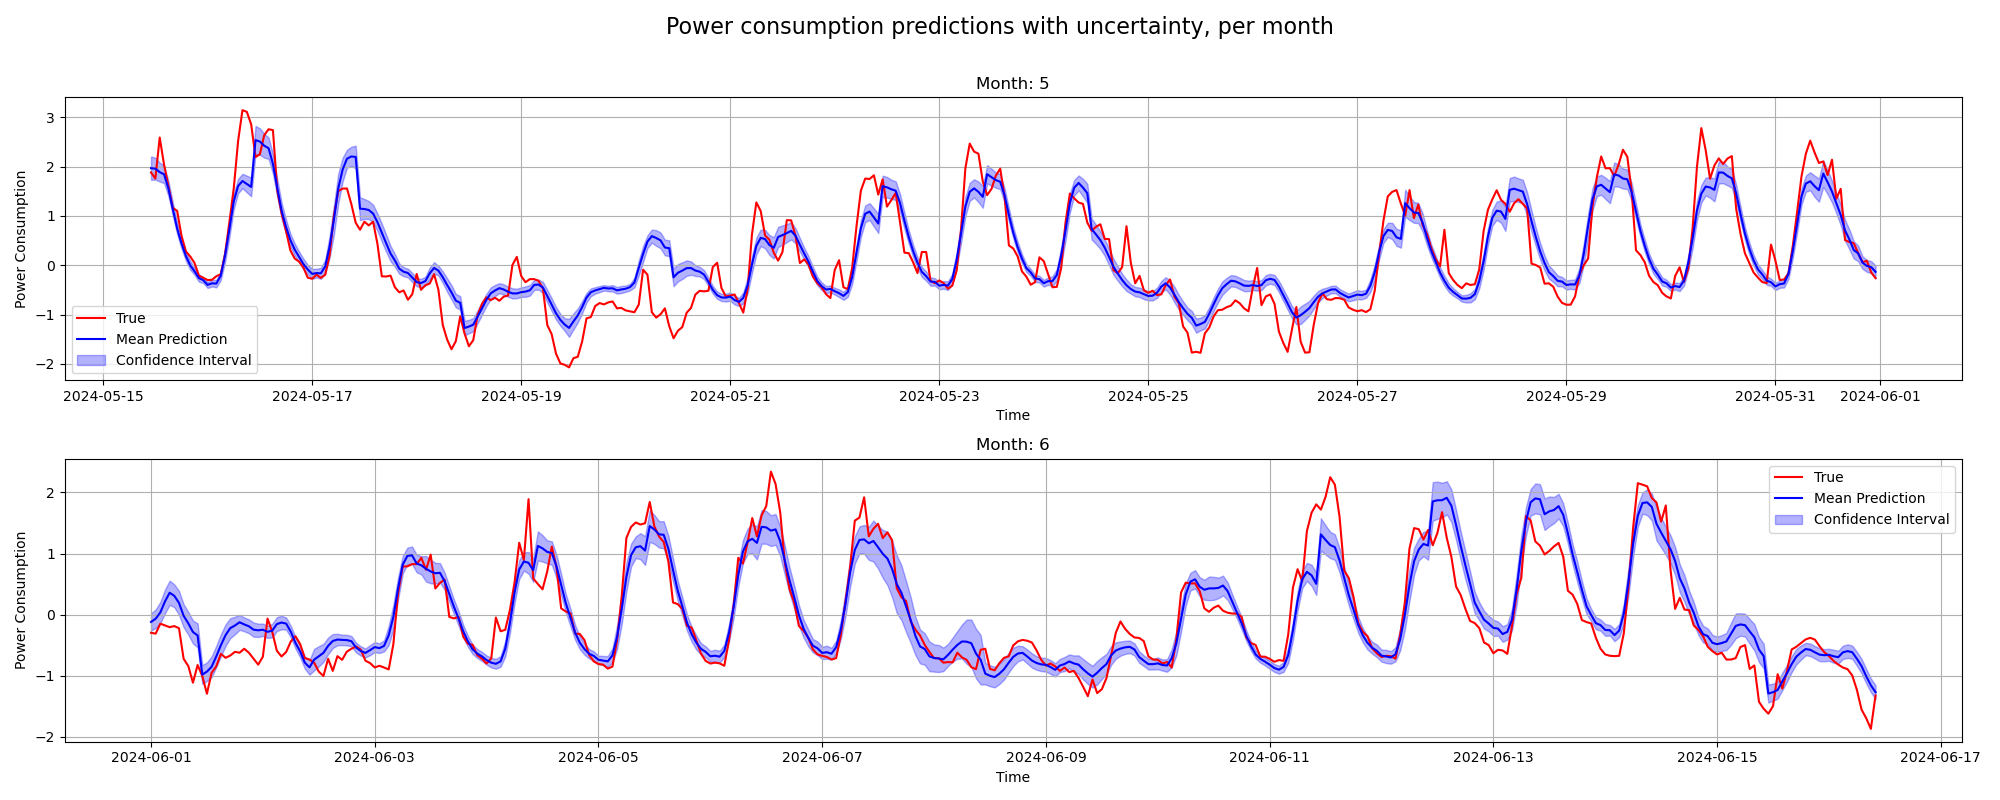 Power consumption predictions with uncertainty, per month
Month: 5
Power Consumption
3
2
1
0
−1
−2
True
Mean Prediction
Confidence Interval
2024-05-15 2024-05-17 2024-05-19 2024-05-21 2024-05-23 2024-05-25 2024-05-27 2024-05-29 2024-05-31 2024-06-01
Time
Month: 6
Power Consumption
2
1
0
−1
−2
True
Mean Prediction
Confidence Interval
2024-06-01 2024-06-03 2024-06-05 2024-06-07 2024-06-09 2024-06-11 2024-06-13 2024-06-15 2024-06-17
Time